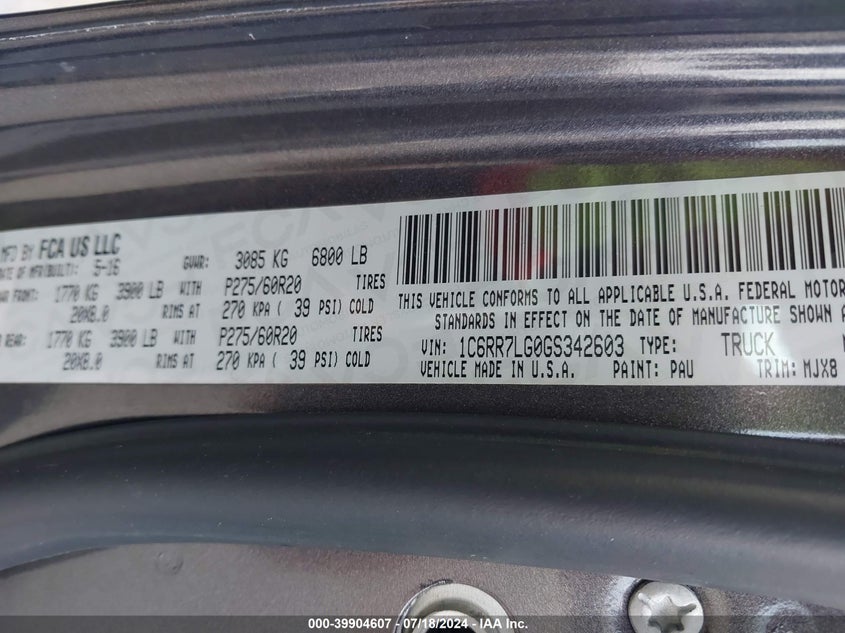 MFD BY FCA US LLC
DATE OF MFR(BUILT): 5-16 GVWR: 3085 KG 6800 LB
FRONT: 1770 KG 3900 LB WITH P275/60R20 TIRES
20X8.0 RIMS AT 270 KPA ( 39 PSI) COLD
REAR: 1770 KG 3900 LB WITH P275/60R20 TIRES
20X8.0 RIMS AT 270 KPA ( 39 PSI) COLD
THIS VEHICLE CONFORMS TO ALL APPLICABLE U.S.A. FEDERAL MOTOR
STANDARDS IN EFFECT ON THE DATE OF MANUFACTURE SHOWN
VIN: 1C6RR7LG0GS342603 TYPE: TRUCK
VEHICLE MADE IN U.S.A. PAINT: PAU TRIM: MJX8
000-39904607 - 07/18/2024 - IAA Inc.